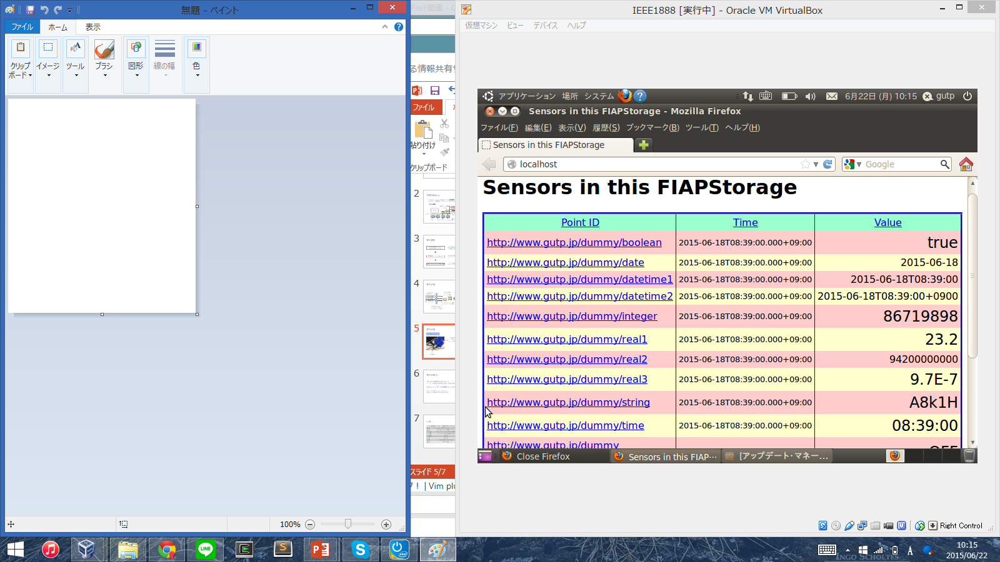 無題 - ペイント
ファイル
ホーム
表示
クリップ
ボード
イメージ
ツール
ブラシ
図形
線の幅
色
100%
リット関連 - G
る情報共有サ
ファイル
貼り付け
クリップボード
2
3
4
5
6
7
スライド 5/7
7！ | Vim plu
IEEE1888 [実行中] - Oracle VM VirtualBox
仮想マシン ビュー デバイス ヘルプ
アプリケーション 場所 システム
6月22日 (月) 10:15 gutp
Sensors in this FIAPStorage - Mozilla Firefox
ファイル(F) 編集(E) 表示(V) 履歴(S) ブックマーク(B) ツール(T) ヘルプ(H)
Sensors in this FIAPStorage
localhost
Google
Sensors in this FIAPStorage
Point ID Time Value
http://www.gutp.jp/dummy/boolean 2015-06-18T08:39:00.000+09:00 true
http://www.gutp.jp/dummy/date 2015-06-18T08:39:00.000+09:00 2015-06-18
http://www.gutp.jp/dummy/datetime1 2015-06-18T08:39:00.000+09:00 2015-06-18T08:39:00
http://www.gutp.jp/dummy/datetime2 2015-06-18T08:39:00.000+09:00 2015-06-18T08:39:00+0900
http://www.gutp.jp/dummy/integer 2015-06-18T08:39:00.000+09:00 86719898
http://www.gutp.jp/dummy/real1 2015-06-18T08:39:00.000+09:00 23.2
http://www.gutp.jp/dummy/real2 2015-06-18T08:39:00.000+09:00 94200000000
http://www.gutp.jp/dummy/real3 2015-06-18T08:39:00.000+09:00 9.7E-7
http://www.gutp.jp/dummy/string 2015-06-18T08:39:00.000+09:00 A8k1H
http://www.gutp.jp/dummy/time 2015-06-18T08:39:00.000+09:00 08:39:00
http://www.gutp.jp/dummy OFF
Close Firefox
Sensors in this FIAP…
[アップデート・マネー...
Right Control
LINE
A
10:15
2015/06/22
INGO SCHOLTES